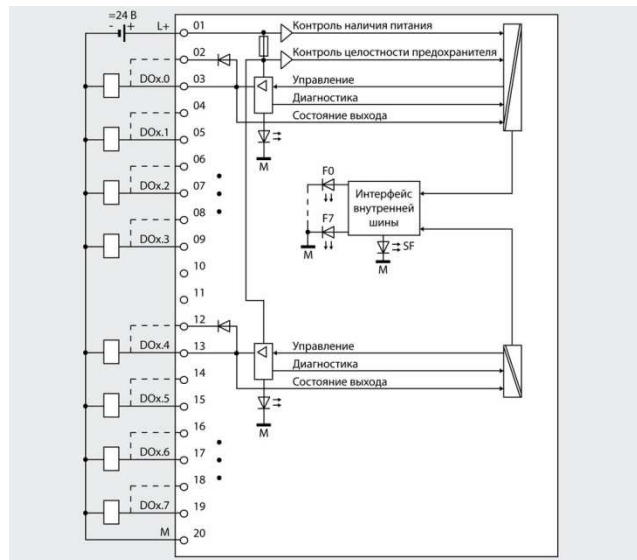 =24 В
- +
L+
01
Контроль наличия питания
02
Контроль целостности предохранителя
DOx.0
03
Управление
Диагностика
04
Состояние выхода
DOx.1
05
M
06
DOx.2
07
F0
Интерфейс
внутренней
шины
08
F7
DOx.3
09
M
SF
M
10
11
12
DOx.4
13
Управление
Диагностика
14
Состояние выхода
DOx.5
15
M
16
DOx.6
17
18
DOx.7
19
M
20